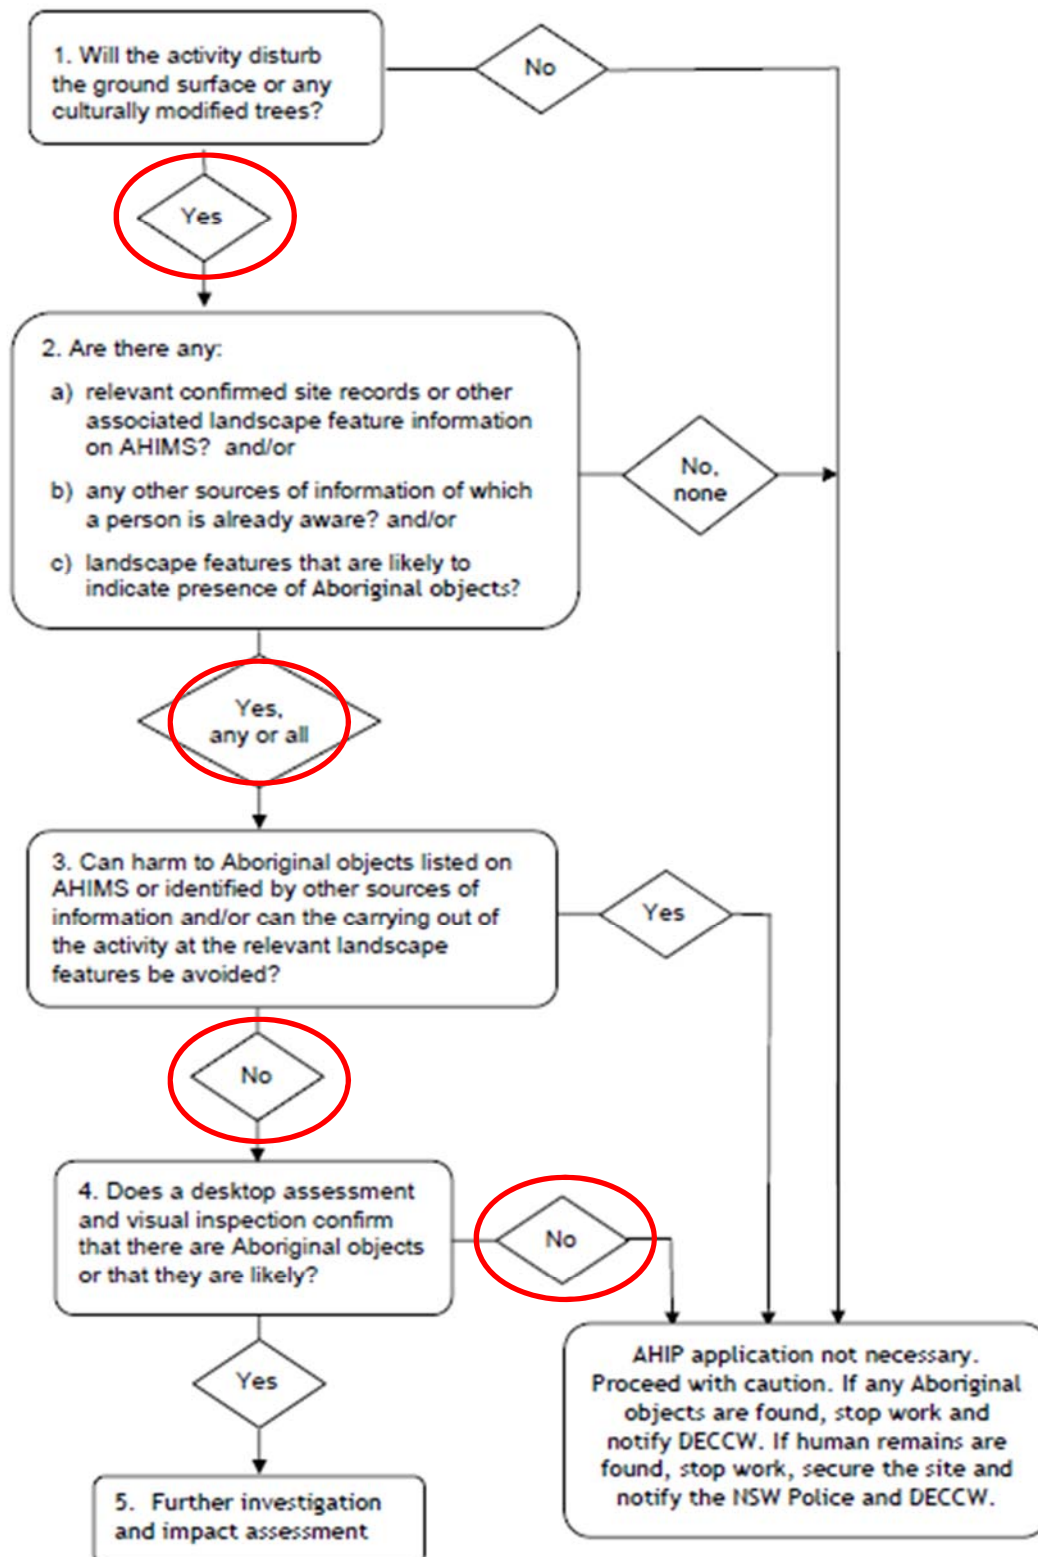 1. Will the activity disturb
the ground surface or any
culturally modified trees?
No
Yes
2. Are there any:
a) relevant confirmed site records or other
associated landscape feature information
on AHIMS? and/or
b) any other sources of information of which
a person is already aware? and/or
c) landscape features that are likely to
indicate presence of Aboriginal objects?
No,
none
Yes,
any or all
3. Can harm to Aboriginal objects listed on
AHIMS or identified by other sources of
information and/or can the carrying out of
the activity at the relevant landscape
features be avoided?
Yes
No
4. Does a desktop assessment
and visual inspection confirm
that there are Aboriginal objects
or that they are likely?
No
Yes
AHIP application not necessary.
Proceed with caution. If any Aboriginal
objects are found, stop work and
notify DECCW. If human remains are
found, stop work, secure the site and
notify the NSW Police and DECCW.
5. Further investigation
and impact assessment